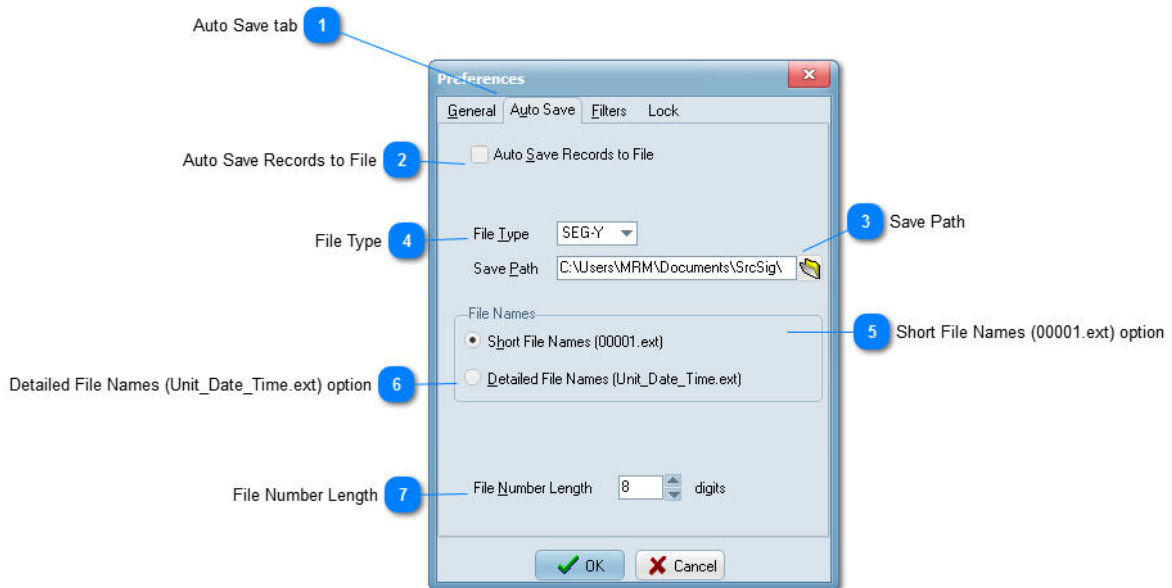 Auto Save tab 1
Preferences
General Auto Save Filters Lock
Auto Save Records to File 2
Auto Save Records to File
3 Save Path
File Type 4
File Type SEG-Y
Save Path C:\Users\MRM\Documents\SrcSig\
File Names
5 Short File Names (00001.ext) option
Short File Names (00001.ext)
Detailed File Names (Unit_Date_Time.ext) option 6
Detailed File Names (Unit_Date_Time.ext)
File Number Length 7
File Number Length 8 digits
OK Cancel